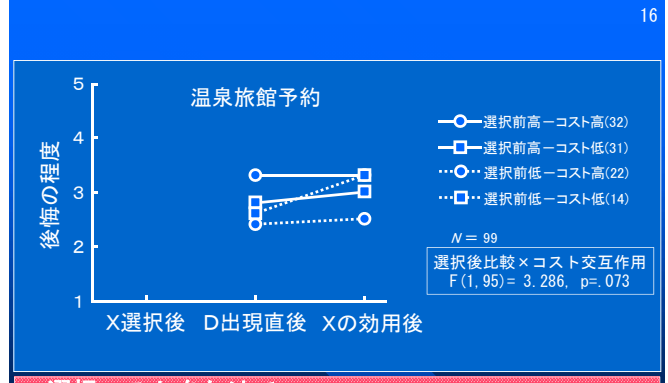 16
温泉旅館予約
後悔の程度
5
4
3
2
1
X選択後 D出現直後 Xの効用後
選択前高－コスト高(32)
選択前高－コスト低(31)
選択前低－コスト高(22)
選択前低－コスト低(14)
N = 99
選択後比較×コスト交互作用
F(1,95)= 3.286, p=.073